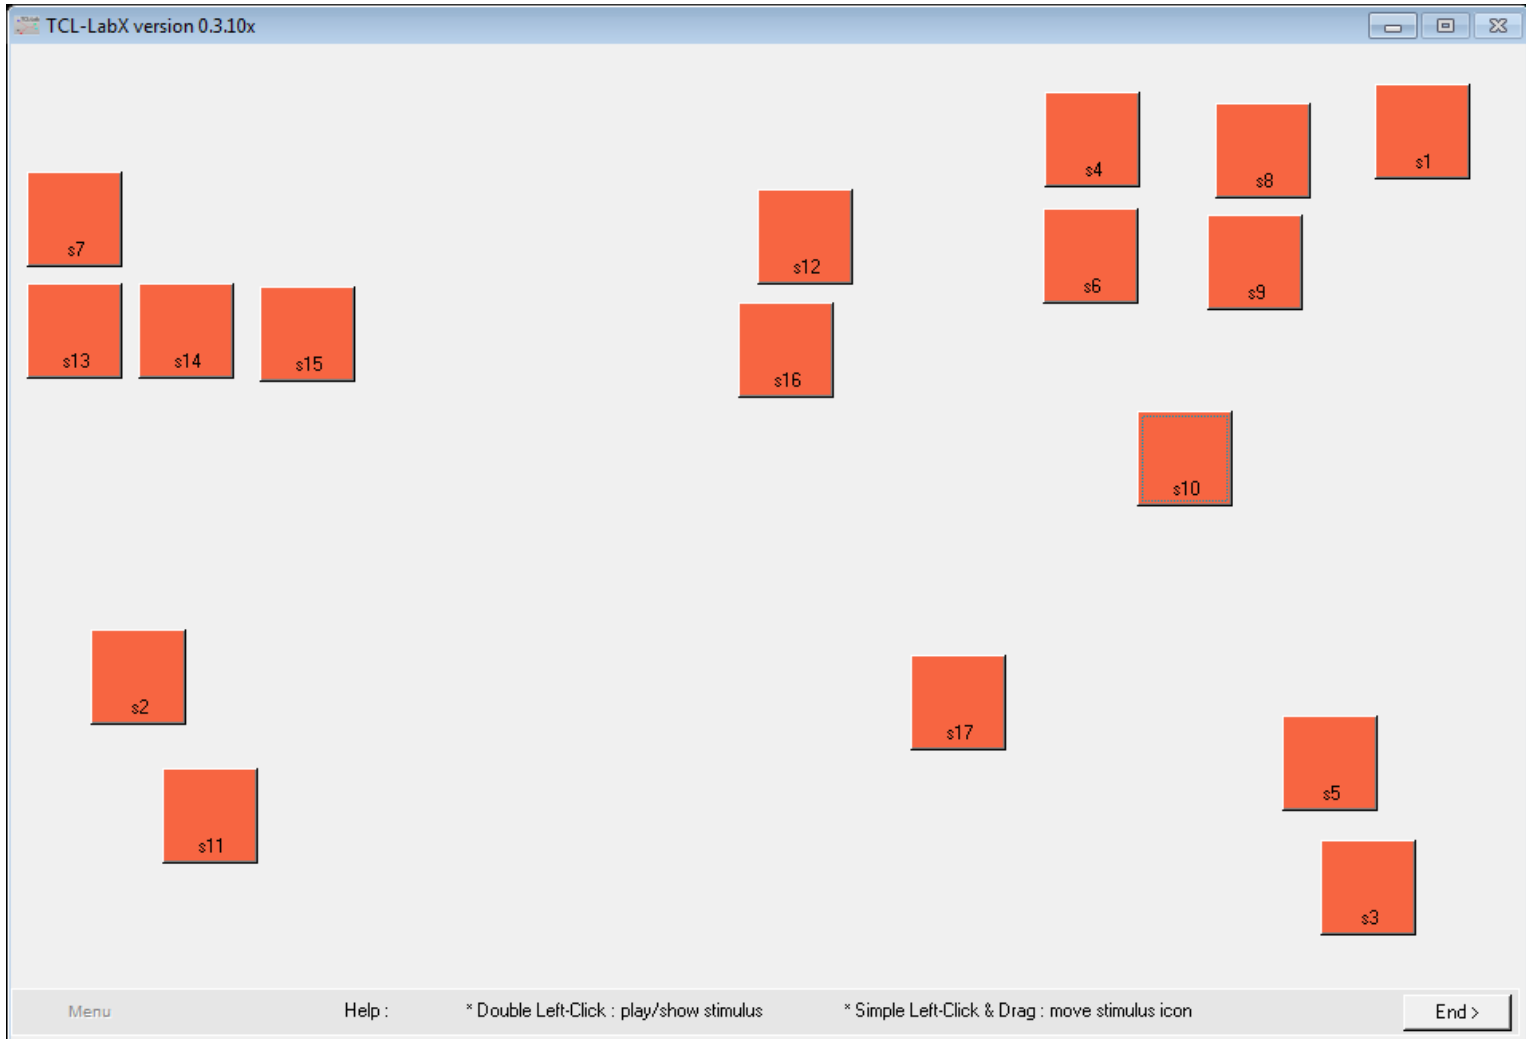 TCL-LabX version 0.3.10x
s4
s8
s1
s7
s12
s6
s9
s13
s14
s15
s16
s10
s2
s17
s5
s11
s3
Menu
Help :
* Double Left-Click : play/show stimulus
* Simple Left-Click & Drag : move stimulus icon
End >